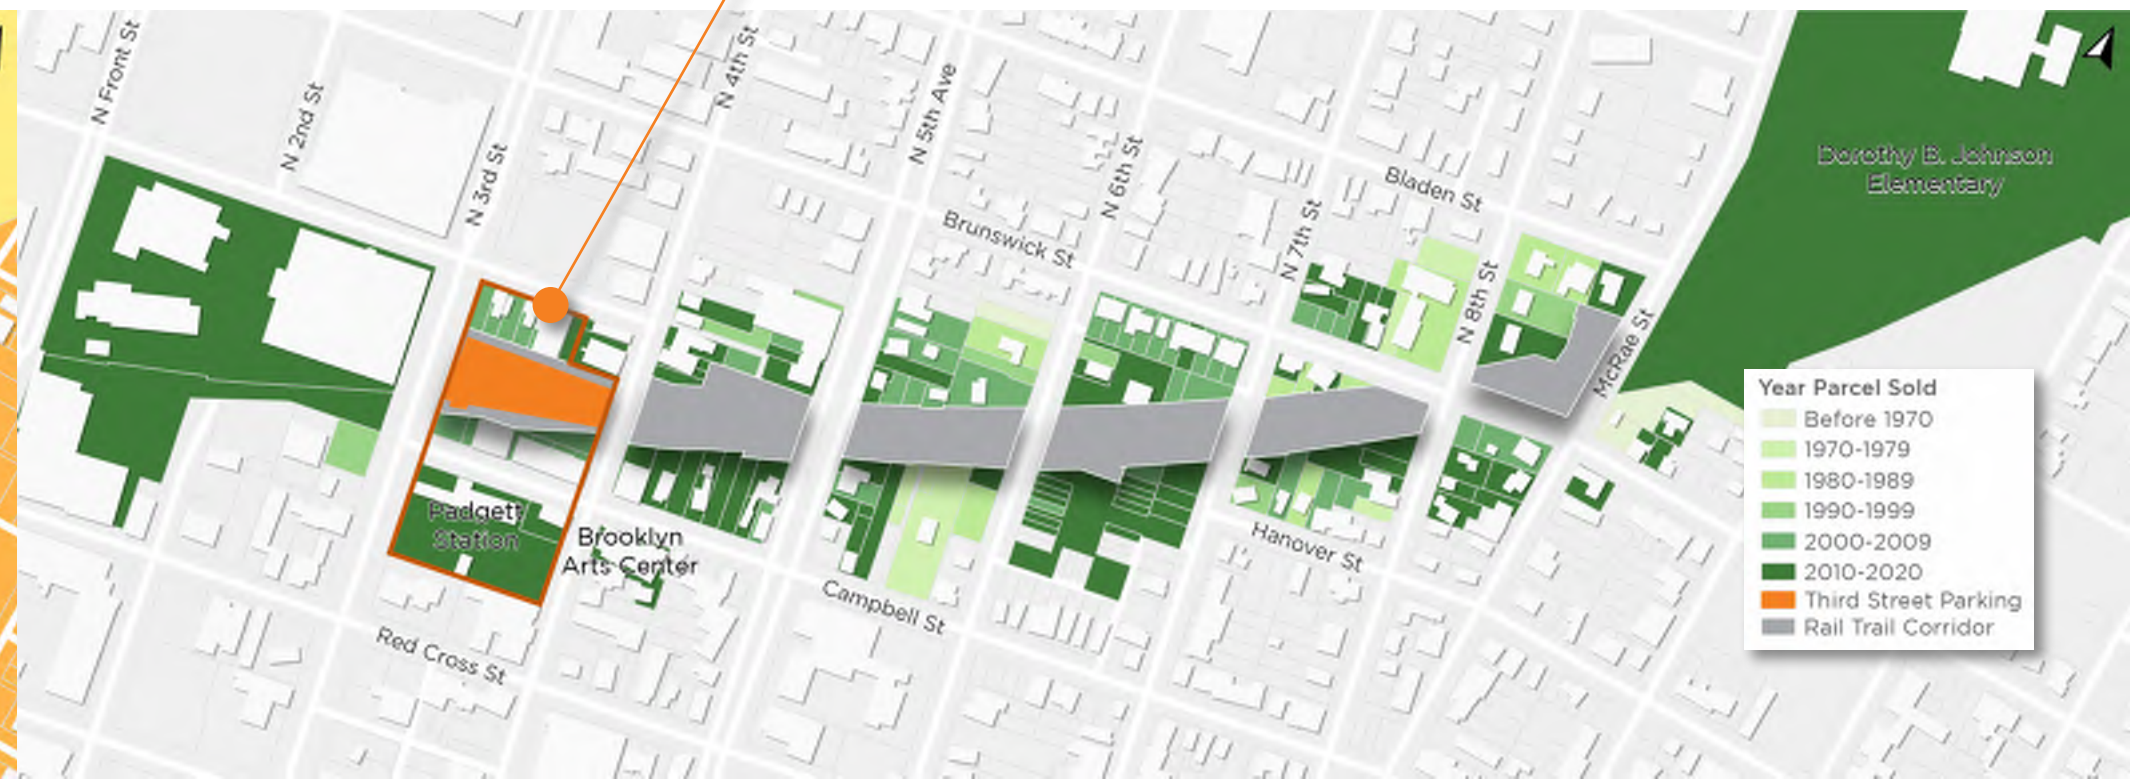 N Front St
N 2nd St
N 3rd St
N 4th St
N 5th Ave
N 6th St
N 7th St
N 8th St
McRae St
Bladen St
Brunswick St
Dorothy B. Johnson
Elementary
Padgett
Station
Brooklyn
Arts Center
Hanover St
Campbell St
Red Cross St
Year Parcel Sold
Before 1970
1970-1979
1980-1989
1990-1999
2000-2009
2010-2020
Third Street Parking
Rail Trail Corridor